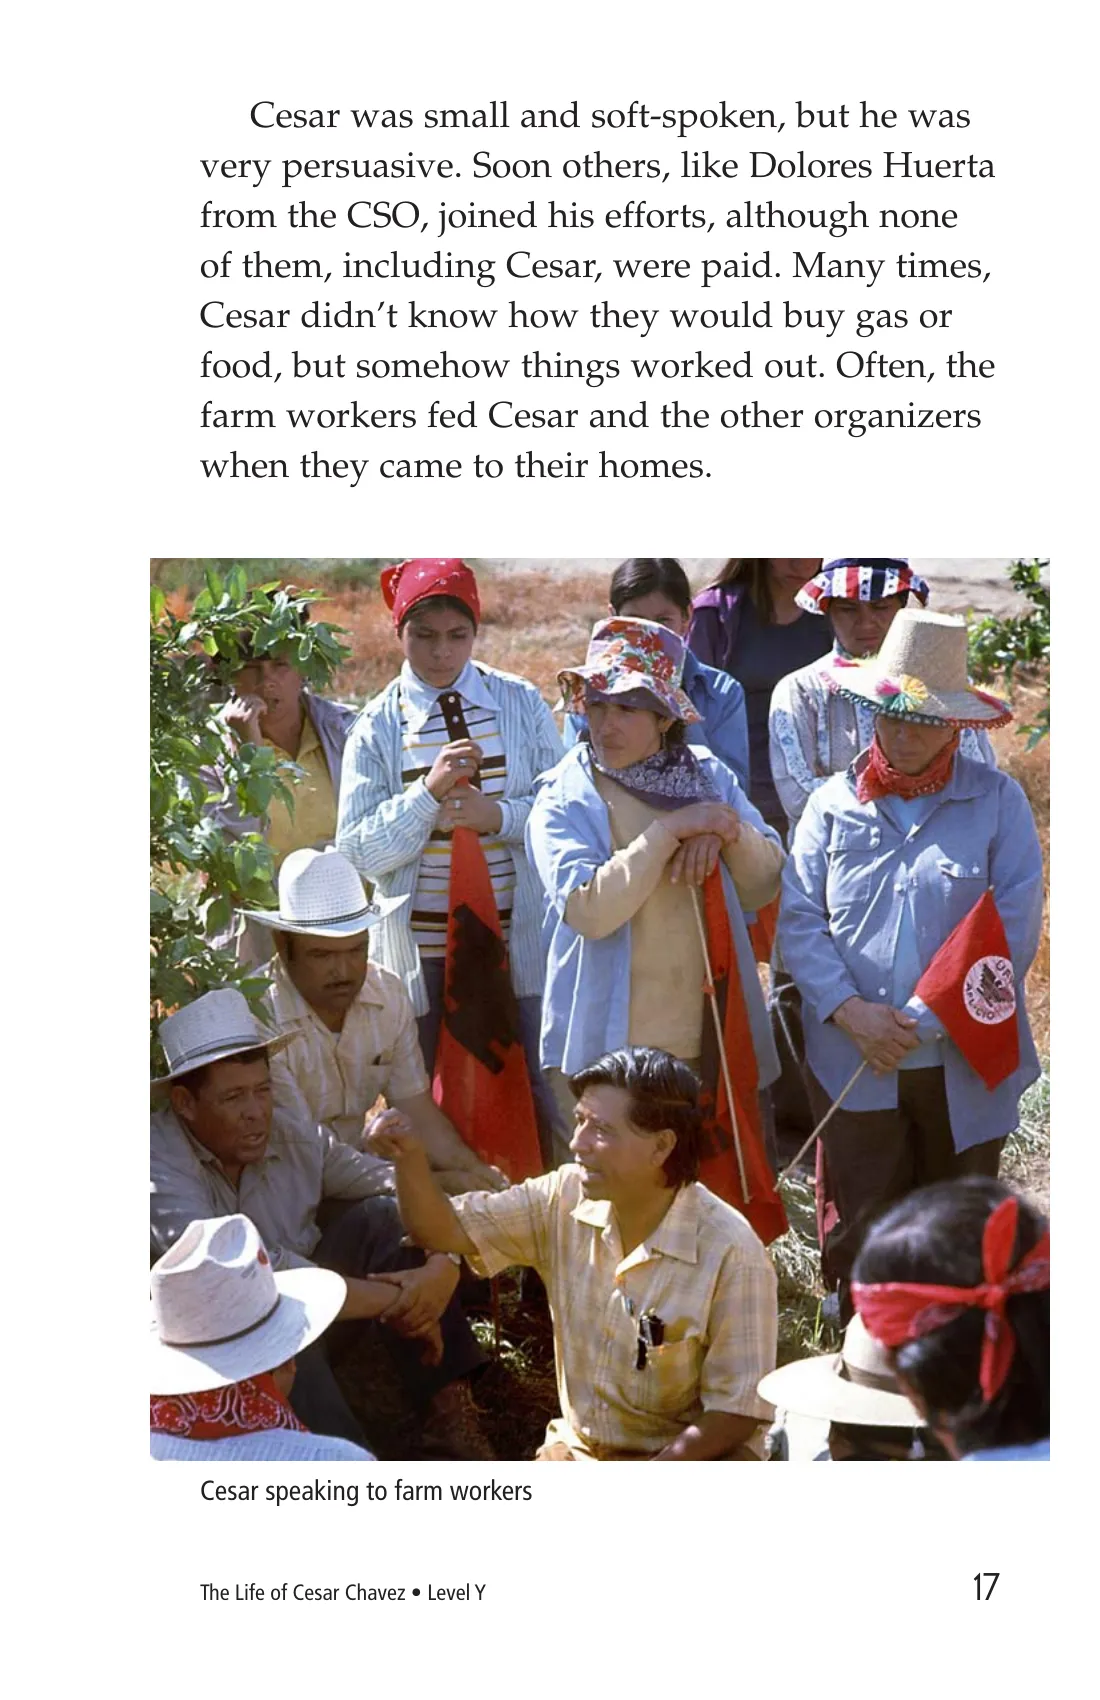 Cesar was small and soft-spoken, but he was
very persuasive. Soon others, like Dolores Huerta
from the CSO, joined his efforts, although none
of them, including Cesar, were paid. Many times,
Cesar didn’t know how they would buy gas or
food, but somehow things worked out. Often, the
farm workers fed Cesar and the other organizers
when they came to their homes.
AFL CIO
Cesar speaking to farm workers
The Life of Cesar Chavez • Level Y
17